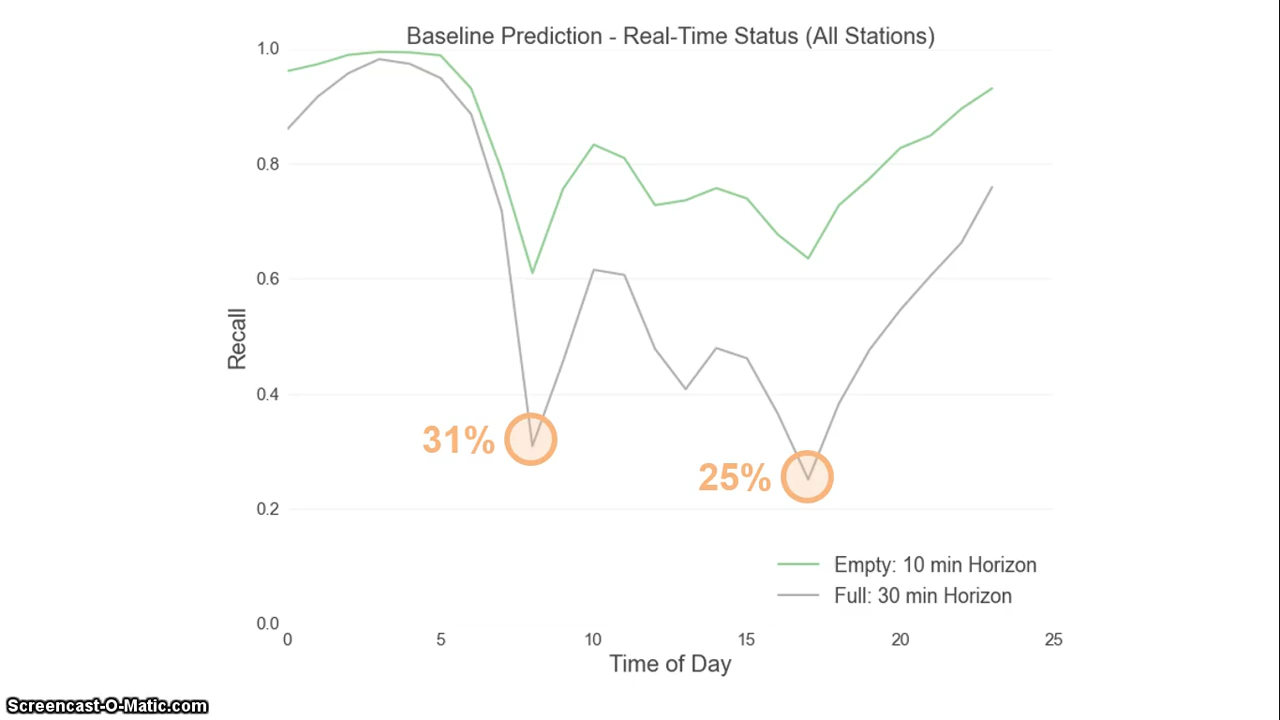 Baseline Prediction - Real-Time Status (All Stations)
1.0
0.8
0.6
0.4
0.2
0.0
Recall
31%
25%
Empty: 10 min Horizon
Full: 30 min Horizon
0 5 10 15 20 25
Time of Day
Screencast-O-Matic.com